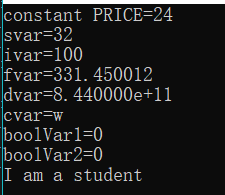 constant PRICE=24
svar=32
ivar=100
fvar=331.450012
dvar=8.440000e+11
cvar=w
boolVar1=0
boolVar2=0
I am a student